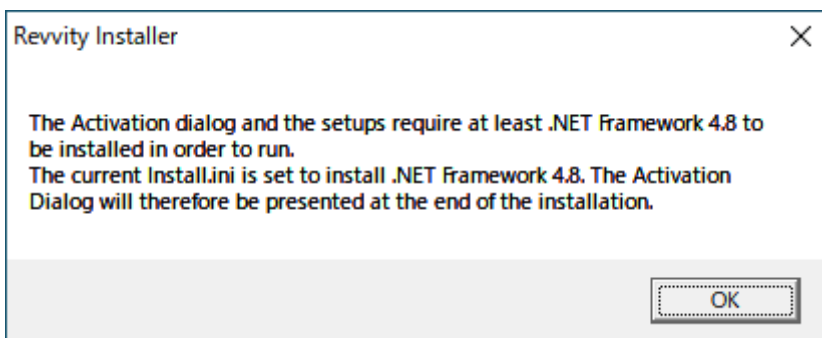 Revvity Installer
The Activation dialog and the setups require at least .NET Framework 4.8 to
be installed in order to run.
The current Install.ini is set to install .NET Framework 4.8. The Activation
Dialog will therefore be presented at the end of the installation.
OK